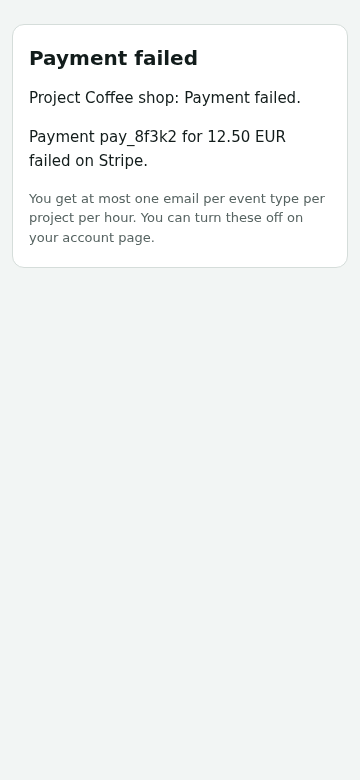 Payment failed
Project Coffee shop: Payment failed.
Payment pay_8f3k2 for 12.50 EUR
failed on Stripe.
You get at most one email per event type per
project per hour. You can turn these off on
your account page.